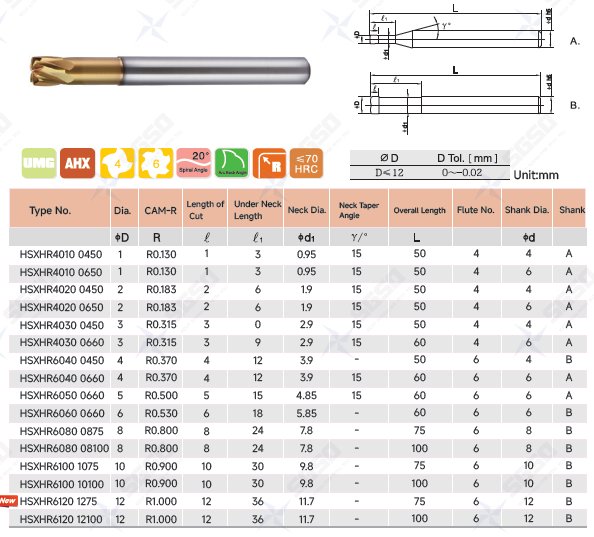 L
ℓ₁
ℓ
γ°
ϕD
ϕd₁
ϕd h6
A.
L
ℓ₁
ℓ
ϕD
ϕd₁
ϕd h6
B.
UMG AHX 4 6 20° Spiral Angle Arc Neck Angle R ≤70 HRC
Ø D D Tol. [ mm ]
D≤12 0~-0.02
Unit:mm
Type No. Dia. CAM-R Length of Cut Under Neck Length Neck Dia. Neck Taper Angle Overall Length Flute No. Shank Dia. Shank
ϕD R ℓ ℓ₁ ϕd₁ γ/° L ϕd
HSXHR4010 0450 1 R0.130 1 3 0.95 15 50 4 4 A
HSXHR4010 0650 1 R0.130 1 3 0.95 15 50 4 6 A
HSXHR4020 0450 2 R0.183 2 6 1.9 15 50 4 4 A
HSXHR4020 0650 2 R0.183 2 6 1.9 15 50 4 6 A
HSXHR4030 0450 3 R0.315 3 0 2.9 15 50 4 4 A
HSXHR4030 0660 3 R0.315 3 9 2.9 15 60 4 6 A
HSXHR6040 0450 4 R0.370 4 12 3.9 - 50 6 4 B
HSXHR6040 0660 4 R0.370 4 12 3.9 15 60 6 6 A
HSXHR6050 0660 5 R0.500 5 15 4.85 15 60 6 6 A
HSXHR6060 0660 6 R0.530 6 18 5.85 - 60 6 6 B
HSXHR6080 0875 8 R0.800 8 24 7.8 - 75 6 8 B
HSXHR6080 08100 8 R0.800 8 24 7.8 - 100 6 8 B
HSXHR6100 1075 10 R0.900 10 30 9.8 - 75 6 10 B
HSXHR6100 10100 10 R0.900 10 30 9.8 - 100 6 10 B
New HSXHR6120 1275 12 R1.000 12 36 11.7 - 75 6 12 B
HSXHR6120 12100 12 R1.000 12 36 11.7 - 100 6 12 B